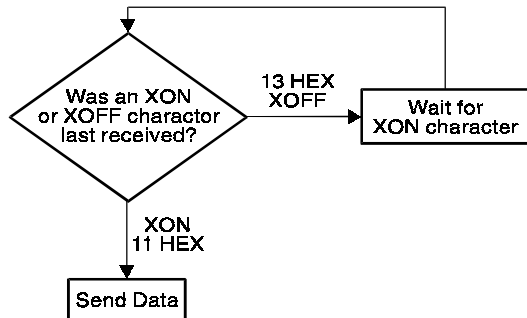 Was an XON
or XOFF charactor
last received?
13 HEX
XOFF
Wait for
XON character
XON
11 HEX
Send Data